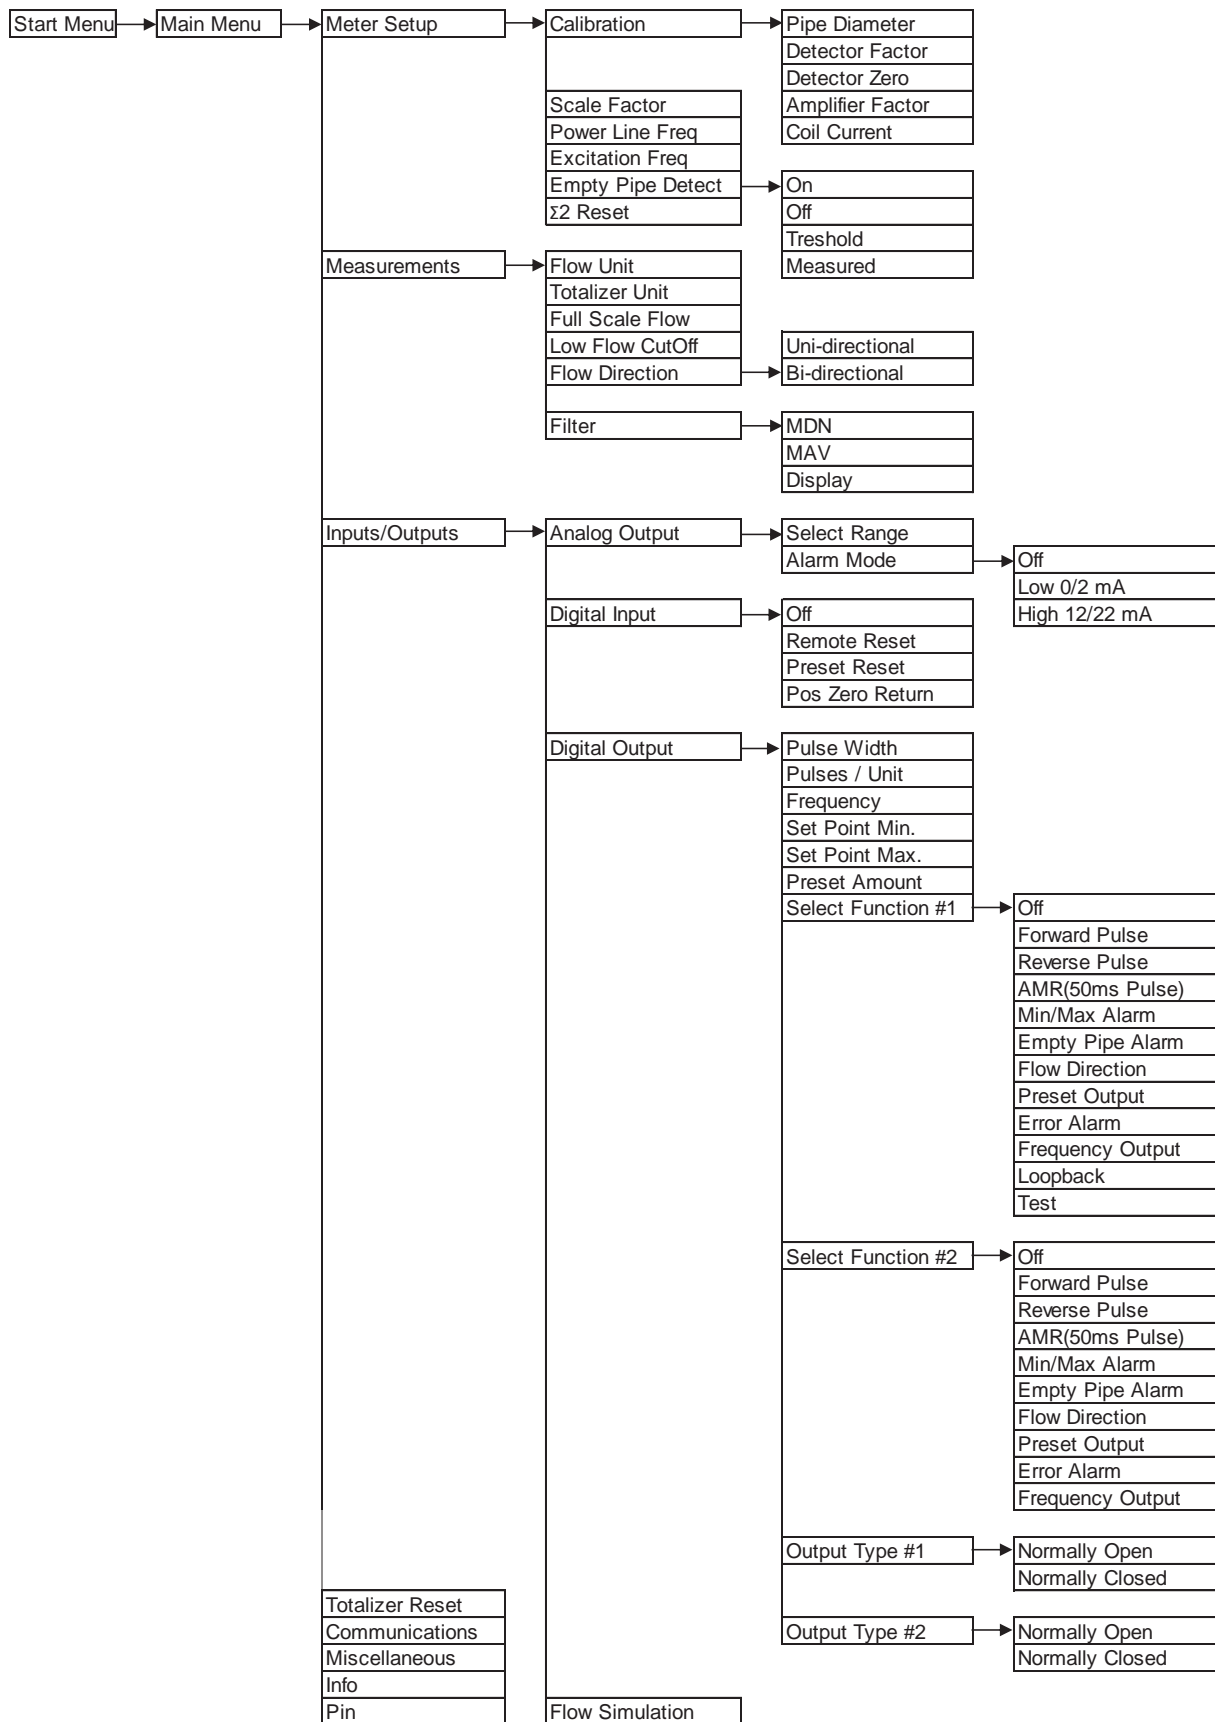 Start Menu
Main Menu
Meter Setup
Calibration
Pipe Diameter
Detector Factor
Detector Zero
Amplifier Factor
Coil Current
Scale Factor
Power Line Freq
Excitation Freq
Empty Pipe Detect
Σ2 Reset
On
Off
Treshold
Measured
Measurements
Flow Unit
Totalizer Unit
Full Scale Flow
Low Flow CutOff
Flow Direction
Uni-directional
Bi-directional
Filter
MDN
MAV
Display
Inputs/Outputs
Analog Output
Select Range
Alarm Mode
Off
Low 0/2 mA
High 12/22 mA
Digital Input
Off
Remote Reset
Preset Reset
Pos Zero Return
Digital Output
Pulse Width
Pulses / Unit
Frequency
Set Point Min.
Set Point Max.
Preset Amount
Select Function #1
Off
Forward Pulse
Reverse Pulse
AMR(50ms Pulse)
Min/Max Alarm
Empty Pipe Alarm
Flow Direction
Preset Output
Error Alarm
Frequency Output
Loopback
Test
Select Function #2
Off
Forward Pulse
Reverse Pulse
AMR(50ms Pulse)
Min/Max Alarm
Empty Pipe Alarm
Flow Direction
Preset Output
Error Alarm
Frequency Output
Output Type #1
Normally Open
Normally Closed
Output Type #2
Normally Open
Normally Closed
Totalizer Reset
Communications
Miscellaneous
Info
Pin
Flow Simulation